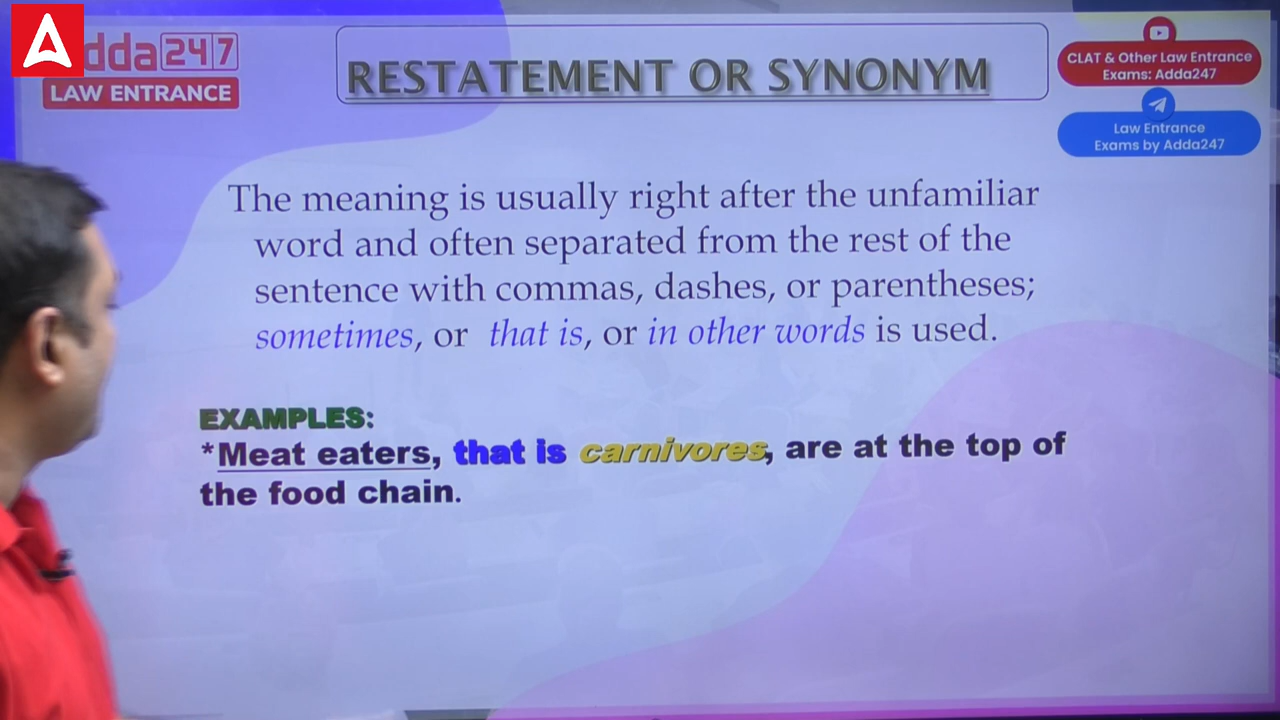 dda247
LAW ENTRANCE
RESTATEMENT OR SYNONYM
CLAT & Other Law Entrance
Exams: Adda247
Law Entrance
Exams by Adda247
The meaning is usually right after the unfamiliar
word and often separated from the rest of the
sentence with commas, dashes, or parentheses;
sometimes, or that is, or in other words is used.
EXAMPLES:
*Meat eaters, that is carnivores, are at the top of
the food chain.